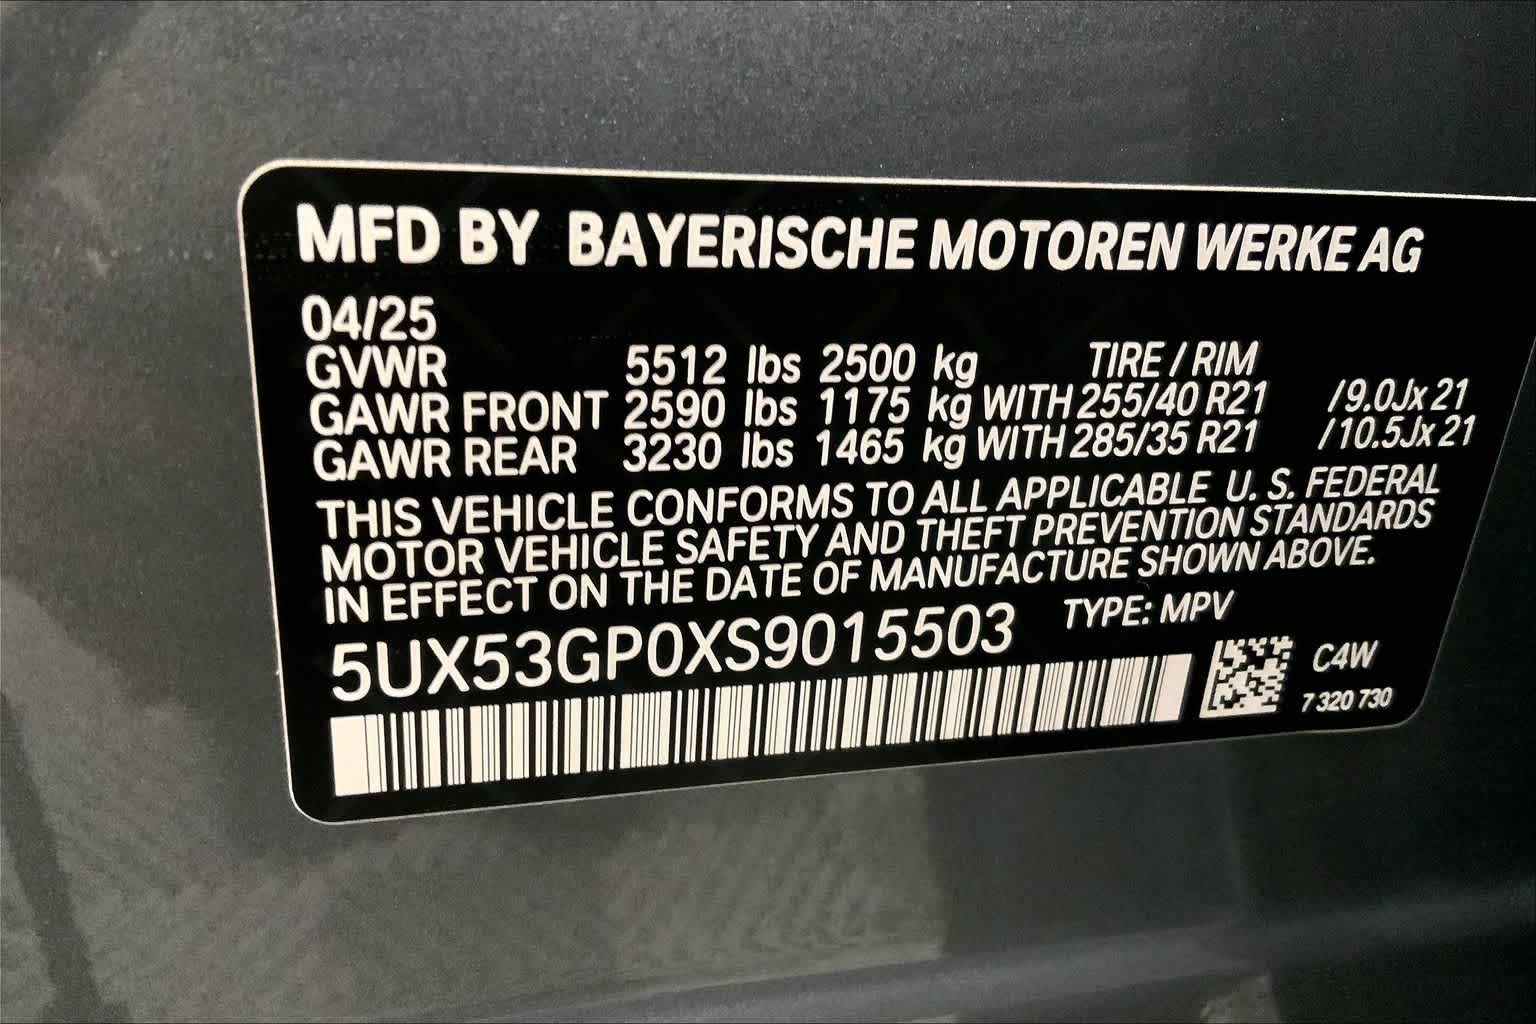 MFD BY BAYERISCHE MOTOREN WERKE AG
04/25
GVWR 5512 lbs 2500 kg TIRE / RIM
GAWR FRONT 2590 lbs 1175 kg WITH 255/40 R21 /9.0Jx 21
GAWR REAR 3230 lbs 1465 kg WITH 285/35 R21 /10.5Jx 21
THIS VEHICLE CONFORMS TO ALL APPLICABLE U. S. FEDERAL
MOTOR VEHICLE SAFETY AND THEFT PREVENTION STANDARDS
IN EFFECT ON THE DATE OF MANUFACTURE SHOWN ABOVE.
5UX53GP0XS9015503 TYPE: MPV
C4W
7 320 730